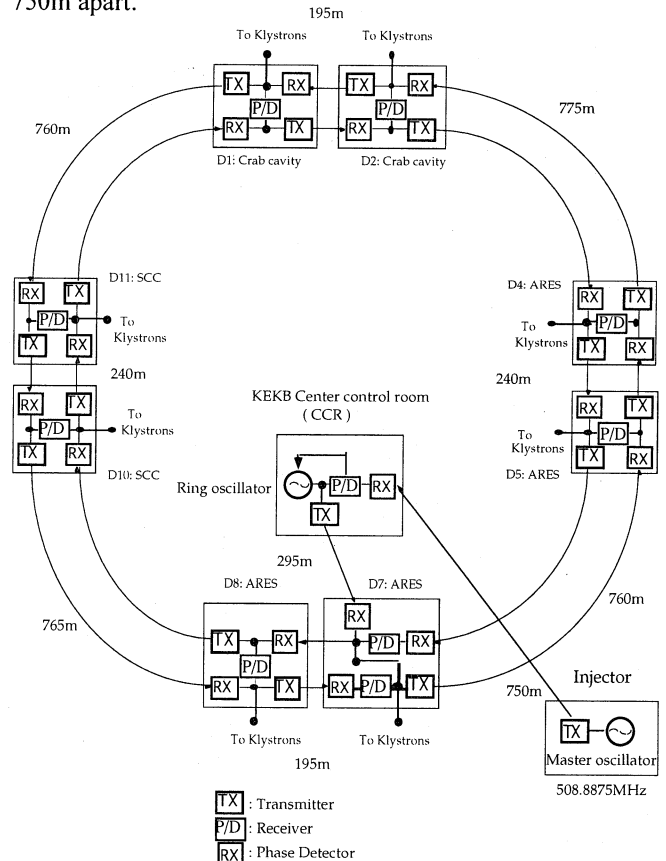 750m apart.
195m
To Klystrons
To Klystrons
TX
RX
TX
RX
P/D
P/D
RX
TX
RX
TX
D1: Crab cavity
D2: Crab cavity
760m
775m
D11: SCC
RX
TX
P/D
To
Klystrons
TX
RX
240m
RX
TX
P/D
To
Klystrons
TX
RX
D10: SCC
D4: ARES
RX
TX
To
Klystrons
P/D
TX
RX
240m
RX
TX
To
Klystrons
P/D
TX
RX
D5: ARES
KEKB Center control room
( CCR )
Ring oscillator
P/D
RX
TX
295m
D8: ARES
D7: ARES
TX
RX
P/D
RX
TX
RX
P/D
RX
RX
P/D
TX
To Klystrons
To Klystrons
195m
765m
760m
750m
Injector
TX
Master oscillator
508.8875MHz
TX : Transmitter
P/D : Receiver
RX : Phase Detector